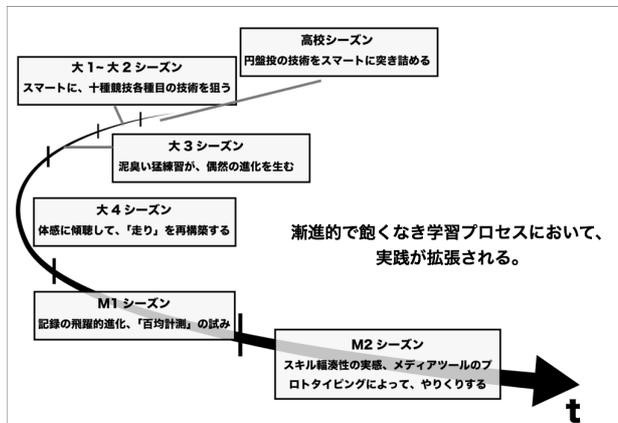 高校シーズン
円盤投の技術をスマートに突き詰める
大1~大2シーズン
スマートに、十種競技各種目の技術を狙う
大3シーズン
泥臭い猛練習が、偶然の進化を生む
大4シーズン
体感に傾聴して、「走り」を再構築する
漸進的で飽くなき学習プロセスにおいて、
実践が拡張される。
M1シーズン
記録の飛躍的進化、「百均計測」の試み
M2シーズン
スキル輻湊性の実感、メディアツールのプ
ロトタイピングによって、やりくりする
t